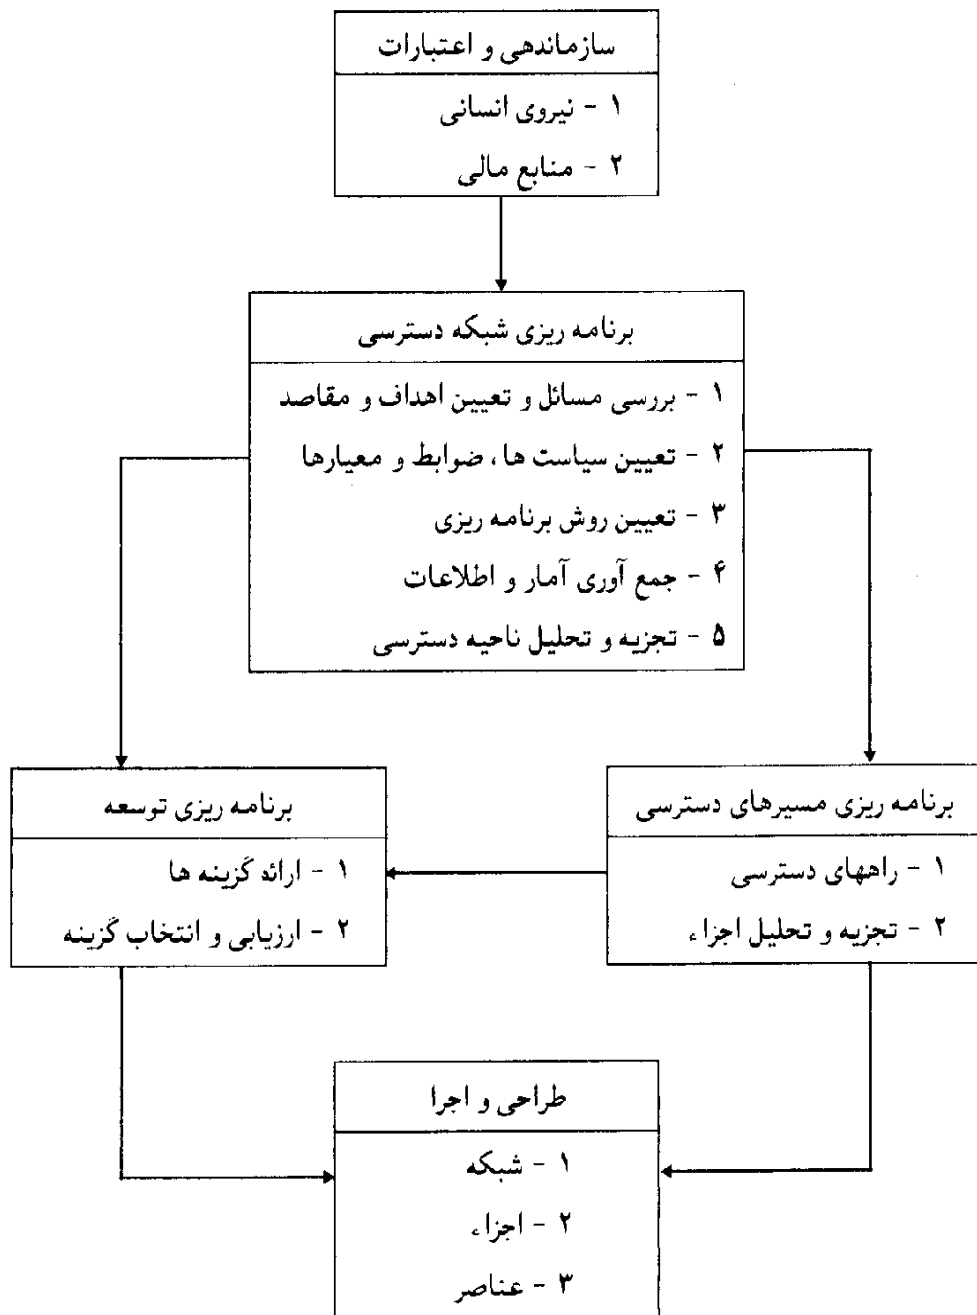 سازماندهی و اعتبارات
۱ - نیروی انسانی
۲ - منابع مالی
برنامه ریزی شبکه دسترسی
۱ - بررسی مسائل و تعیین اهداف و مقاصد
۲ - تعیین سیاست ها، ضوابط و معیارها
۳ - تعیین روش برنامه ریزی
۴ - جمع آوری آمار و اطلاعات
۵ - تجزیه و تحلیل ناحیه دسترسی
برنامه ریزی مسیرهای دسترسی
۱ - راههای دسترسی
۲ - تجزیه و تحلیل اجزاء
برنامه ریزی توسعه
۱ - ارائه گزینه ها
۲ - ارزیابی و انتخاب گزینه
طراحی و اجرا
۱ - شبکه
۲ - اجزاء
۳ - عناصر